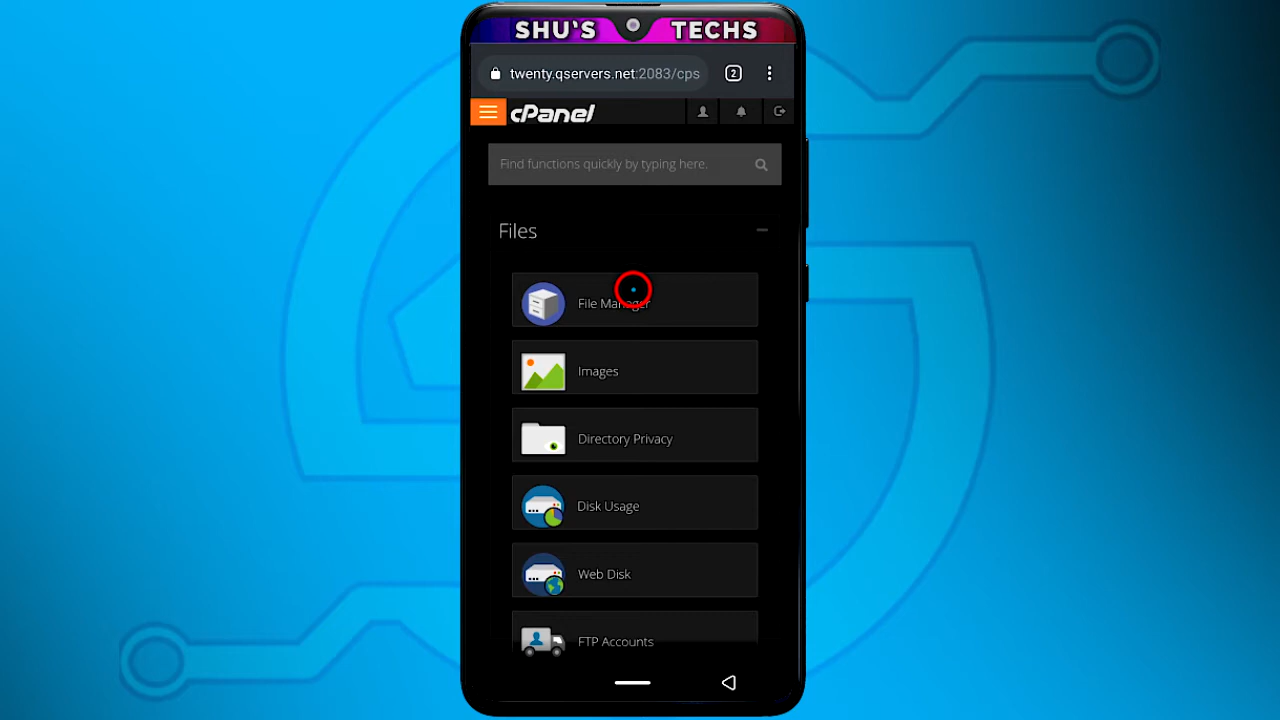 SHU'S TECHS
twenty.qservers.net:2083/cps
2
cPanel
Find functions quickly by typing here.
Files
File Manager
Images
Directory Privacy
Disk Usage
Web Disk
FTP Accounts